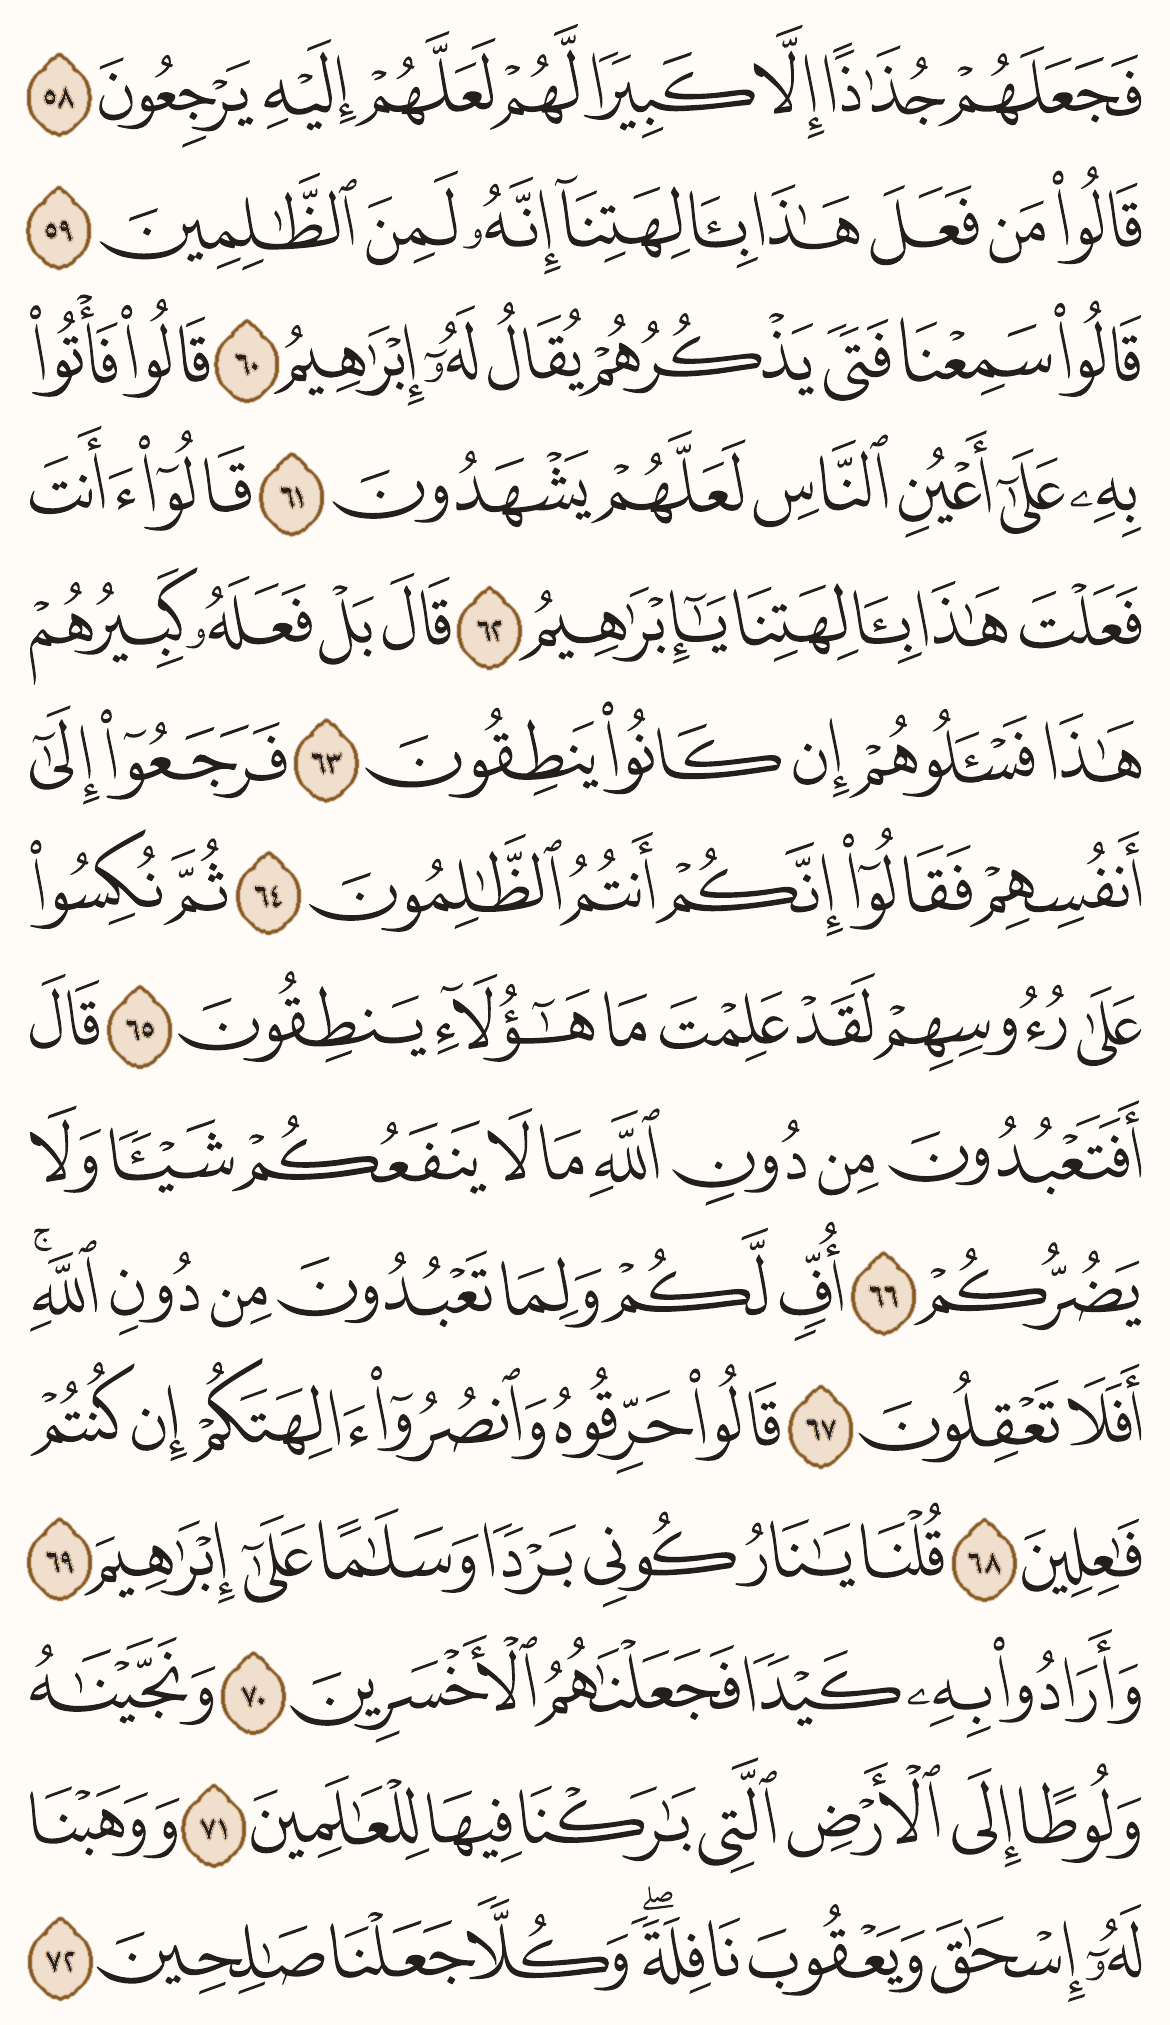 فَجَعَلَهُمْ جُذَٰذًا إِلَّا كَبِيرًا لَّهُمْ لَعَلَّهُمْ إِلَيْهِ يَرْجِعُونَ ٥٨
قَالُوا۟ مَن فَعَلَ هَـٰذَا بِـَٔالِهَتِنَآ إِنَّهُۥ لَمِنَ ٱلظَّـٰلِمِينَ ٥٩
قَالُوا۟ سَمِعْنَا فَتًى يَذْكُرُهُمْ يُقَالُ لَهُۥٓ إِبْرَٰهِيمُ ٦٠ قَالُوا۟ فَأْتُوا۟
بِهِۦ عَلَىٰٓ أَعْيُنِ ٱلنَّاسِ لَعَلَّهُمْ يَشْهَدُونَ ٦١ قَالُوٓا۟ ءَأَنتَ
فَعَلْتَ هَـٰذَا بِـَٔالِهَتِنَا يَـٰٓإِبْرَٰهِيمُ ٦٢ قَالَ بَلْ فَعَلَهُۥ كَبِيرُهُمْ
هَـٰذَا فَسْـَٔلُوهُمْ إِن كَانُوا۟ يَنطِقُونَ ٦٣ فَرَجَعُوٓا۟ إِلَىٰٓ
أَنفُسِهِمْ فَقَالُوٓا۟ إِنَّكُمْ أَنتُمُ ٱلظَّـٰلِمُونَ ٦٤ ثُمَّ نُكِسُوا۟
عَلَىٰ رُءُوسِهِمْ لَقَدْ عَلِمْتَ مَا هَـٰٓؤُلَآءِ يَنطِقُونَ ٦٥ قَالَ
أَفَتَعْبُدُونَ مِن دُونِ ٱللَّهِ مَا لَا يَنفَعُكُمْ شَيْـًٔا وَلَا
يَضُرُّكُمْ ٦٦ أُفٍّ لَّكُمْ وَلِمَا تَعْبُدُونَ مِن دُونِ ٱللَّهِ ۚ
أَفَلَا تَعْقِلُونَ ٦٧ قَالُوا۟ حَرِّقُوهُ وَٱنصُرُوٓا۟ ءَالِهَتَكُمْ إِن كُنتُمْ
فَـٰعِلِينَ ٦٨ قُلْنَا يَـٰنَارُ كُونِى بَرْدًا وَسَلَـٰمًا عَلَىٰٓ إِبْرَٰهِيمَ ٦٩
وَأَرَادُوا۟ بِهِۦ كَيْدًا فَجَعَلْنَـٰهُمُ ٱلْأَخْسَرِينَ ٧٠ وَنَجَّيْنَـٰهُ
وَلُوطًا إِلَى ٱلْأَرْضِ ٱلَّتِى بَـٰرَكْنَا فِيهَا لِلْعَـٰلَمِينَ ٧١ وَوَهَبْنَا
لَهُۥٓ إِسْحَـٰقَ وَيَعْقُوبَ نَافِلَةً ۖ وَكُلًّا جَعَلْنَا صَـٰلِحِينَ ٧٢